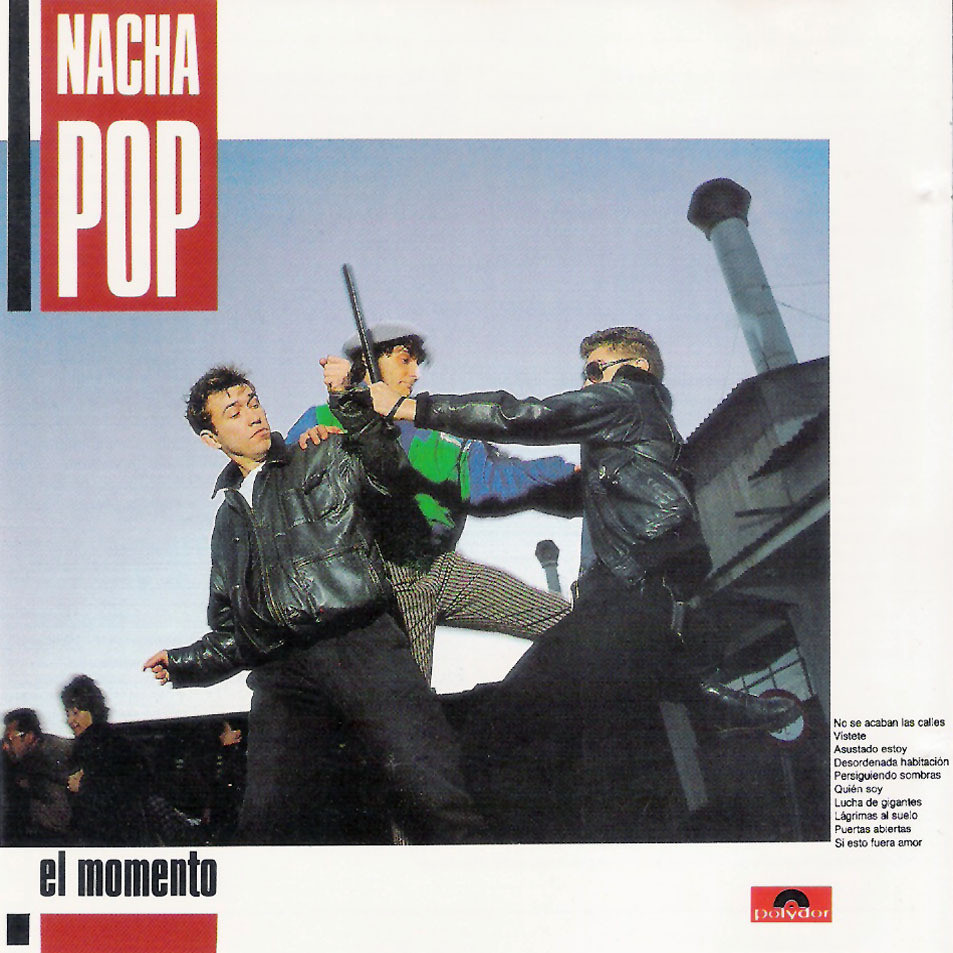 NACHA
POP
No se acaban las calles
Vístete
Asustado estoy
Desordenada habitación
Persiguiendo sombras
Quién soy
Lucha de gigantes
Lágrimas al suelo
Puertas abiertas
Si esto fuera amor
el momento
polydor